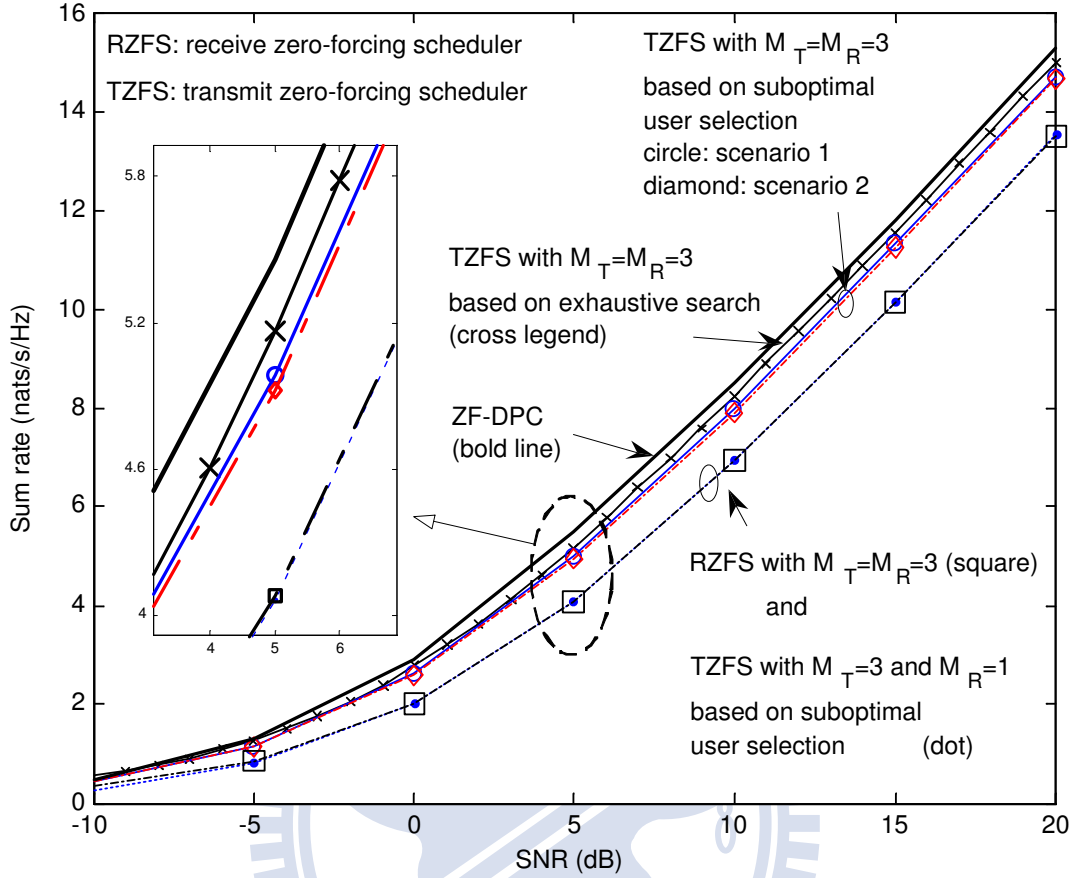 16
14
12
10
8
6
4
2
0
Sum rate (nats/s/Hz)
RZFS: receive zero-forcing scheduler
TZFS: transmit zero-forcing scheduler
5.8
5.2
4.6
4
4
5
6
TZFS with M T=M R=3
based on suboptimal
user selection
circle: scenario 1
diamond: scenario 2
TZFS with M T=M R=3
based on exhaustive search
(cross legend)
ZF-DPC
(bold line)
RZFS with M T=M R=3 (square)
and
TZFS with M T=3 and M R=1
based on suboptimal
user selection (dot)
-10 -5 0 5 10 15 20
SNR (dB)